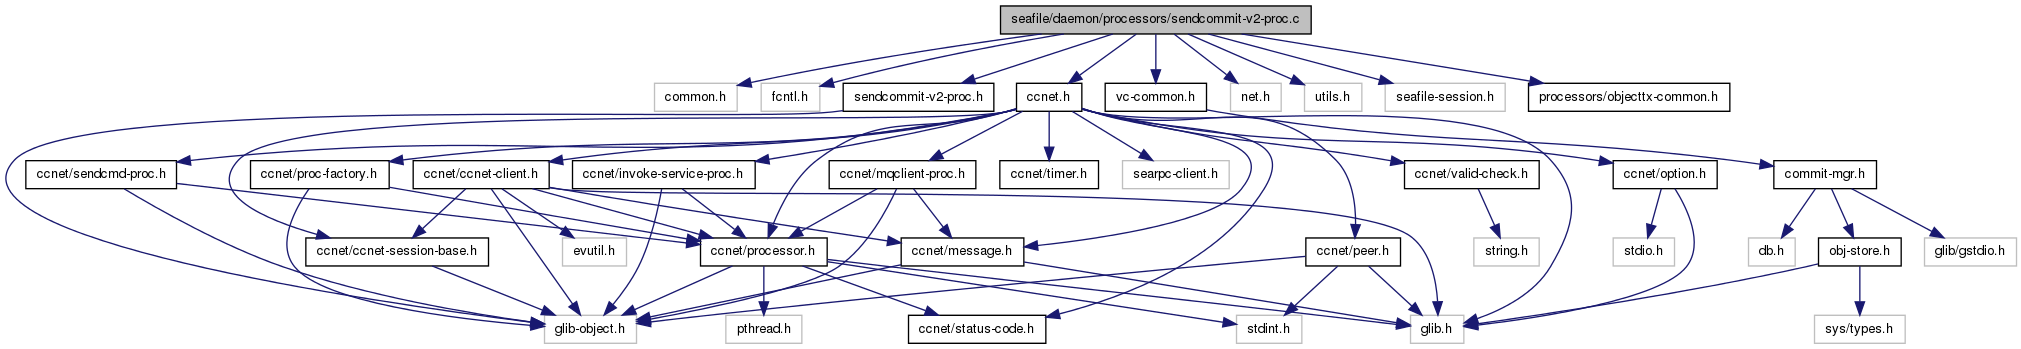 seafile/daemon/processors/sendcommit-v2-proc.c
common.h
fcntl.h
sendcommit-v2-proc.h
ccnet.h
vc-common.h
net.h
utils.h
seafile-session.h
processors/objecttx-common.h
ccnet/sendcmd-proc.h
ccnet/proc-factory.h
ccnet/ccnet-client.h
ccnet/invoke-service-proc.h
ccnet/mqclient-proc.h
ccnet/timer.h
searpc-client.h
ccnet/valid-check.h
ccnet/option.h
commit-mgr.h
ccnet/ccnet-session-base.h
evutil.h
ccnet/processor.h
ccnet/message.h
ccnet/peer.h
string.h
stdio.h
db.h
obj-store.h
glib/gstdio.h
glib-object.h
pthread.h
ccnet/status-code.h
stdint.h
glib.h
sys/types.h